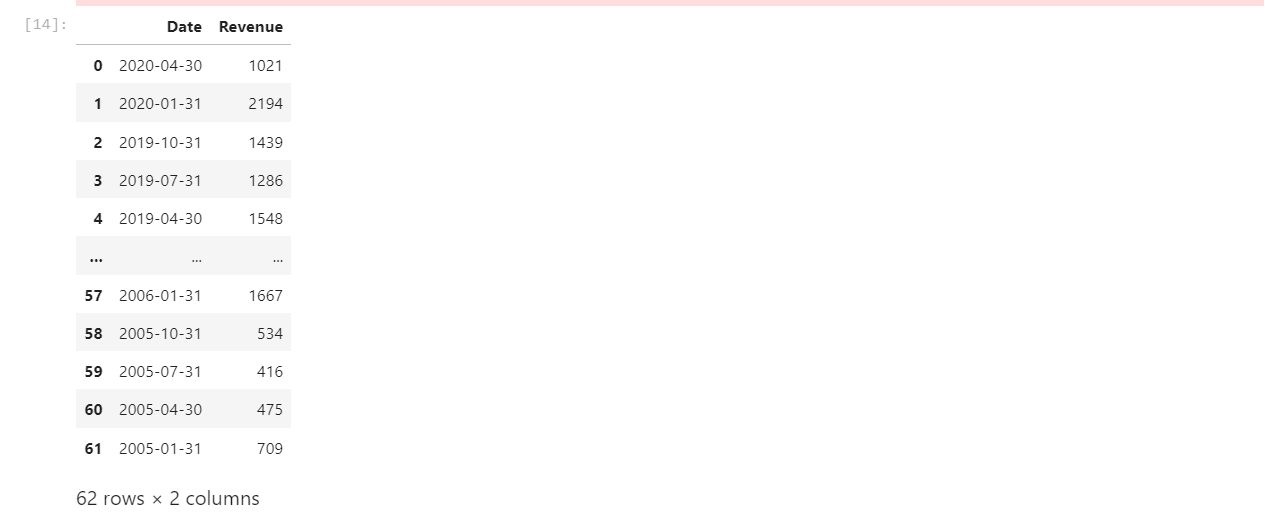 [14]:
Date Revenue
0 2020-04-30 1021
1 2020-01-31 2194
2 2019-10-31 1439
3 2019-07-31 1286
4 2019-04-30 1548
... ... ...
57 2006-01-31 1667
58 2005-10-31 534
59 2005-07-31 416
60 2005-04-30 475
61 2005-01-31 709
62 rows × 2 columns